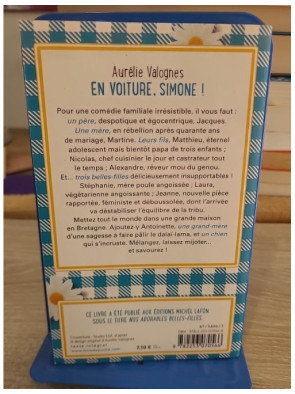 Aurélie Valognes
EN VOITURE, SIMONE !
Pour une comédie familiale irrésistible, il vous faut :
un père, despotique et égocentrique, Jacques.
Une mère, en rébellion après quarante ans
de mariage, Martine. Leurs fils, Matthieu, éternel
adolescent mais bientôt papa de trois enfants ;
Nicolas, chef cuisinier le jour et castrateur tout
le temps ; Alexandre, rêveur mou du genou.
Et... trois belles-filles délicieusement insupportables !
Stéphanie, mère poule angoissée ; Laura,
végétarienne angoissante ; Jeanne, nouvelle pièce
rapportée, féministe et déboussolée, dont l'arrivée
va déstabiliser l'équilibre de la tribu.
Mettez tout le monde dans une grande maison
en Bretagne. Ajoutez-y Antoinette, une grand-mère
d'une sagesse à faire pâlir le dalaï-lama, et un chien
qui s'incruste. Mélangez, laissez mijoter...
et savourez !
CE LIVRE A ÉTÉ PUBLIÉ AUX ÉDITIONS MICHEL LAFON
SOUS LE TITRE NOS ADORABLES BELLES-FILLES.
Texte intégral
7,10 €